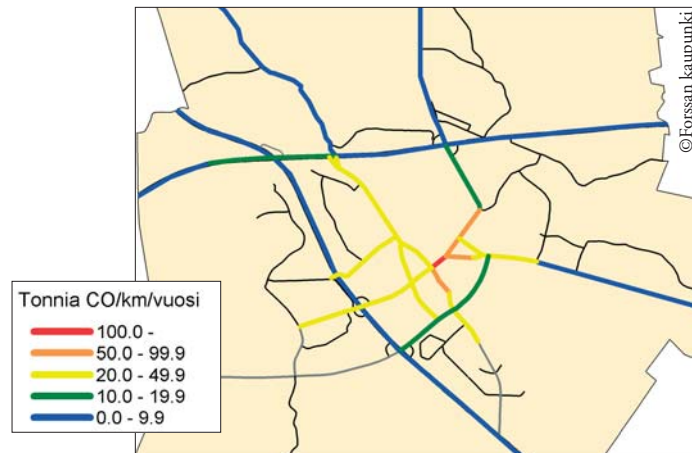 ©Forssan kaupunki
Tonnia CO/km/vuosi
100.0 -
50.0 - 99.9
20.0 - 49.9
10.0 - 19.9
0.0 - 9.9